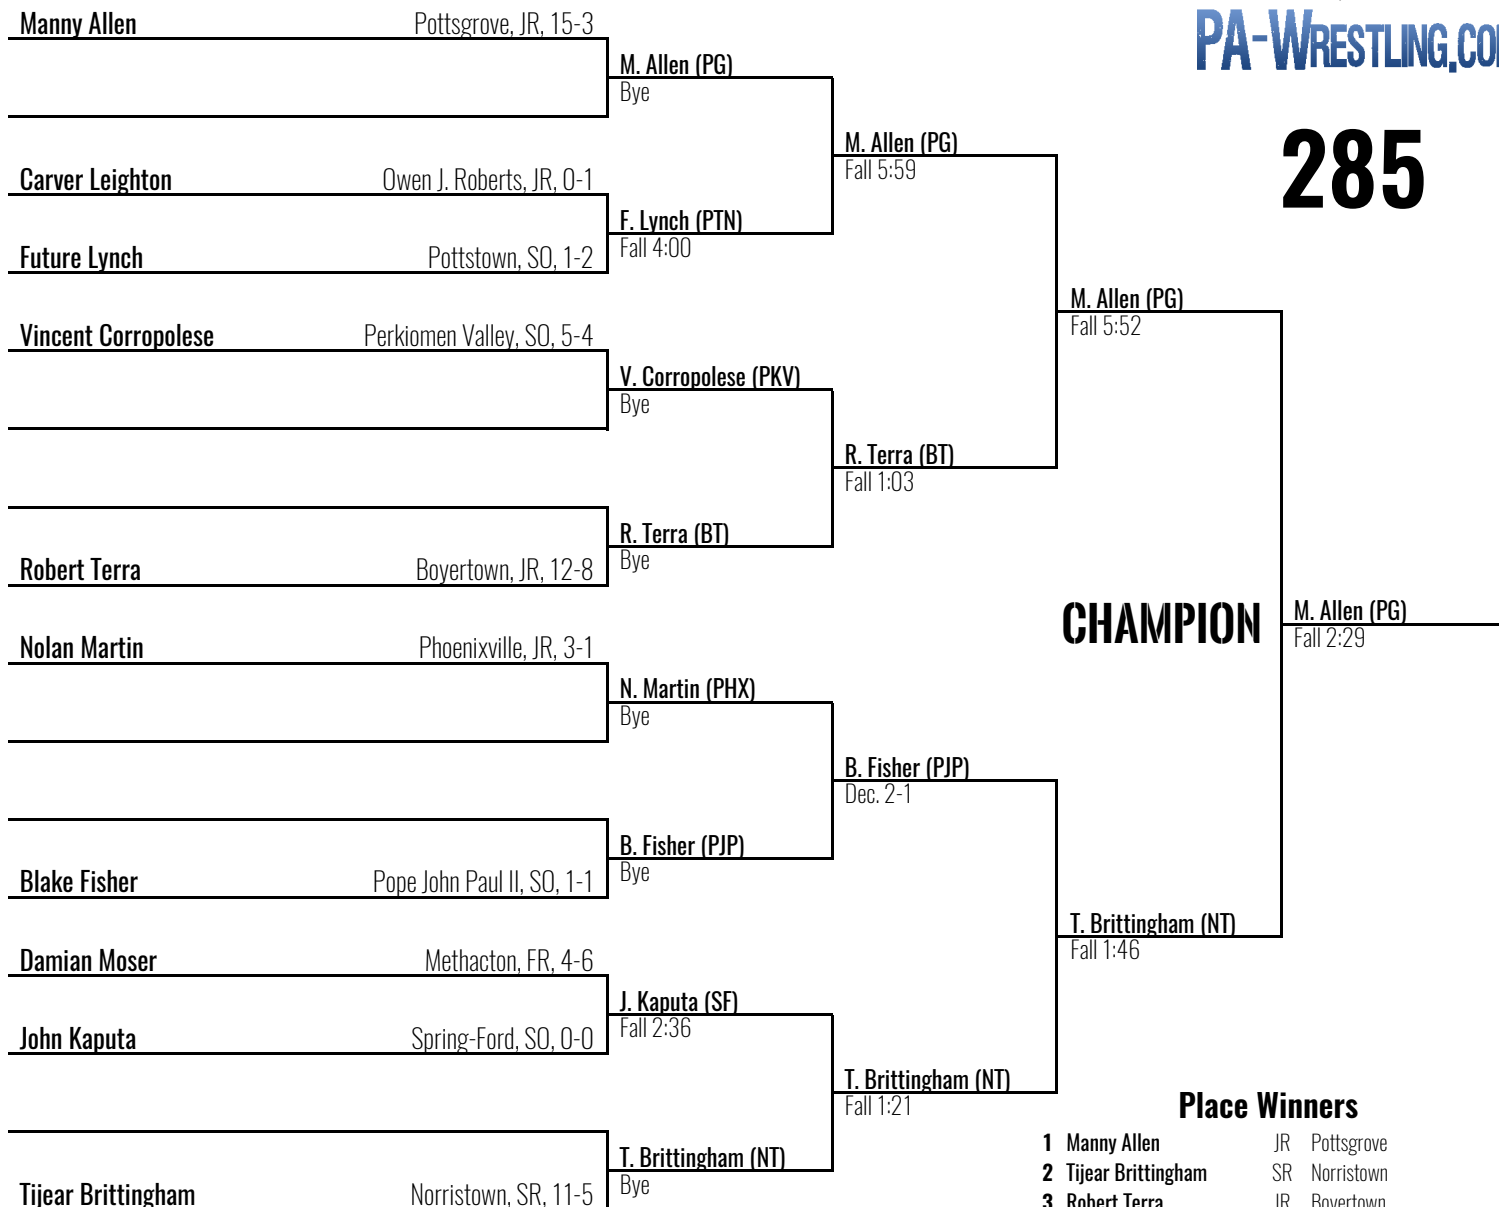 Manny Allen Pottsgrove, JR, 15-3
PA-WRESTLING.CO
M. Allen (PG)
Bye
285
M. Allen (PG)
Fall 5:59
Carver Leighton Owen J. Roberts, JR, 0-1
F. Lynch (PTN)
Fall 4:00
Future Lynch Pottstown, SO, 1-2
M. Allen (PG)
Fall 5:52
Vincent Corropolese Perkiomen Valley, SO, 5-4
V. Corropolese (PKV)
Bye
R. Terra (BT)
Fall 1:03
R. Terra (BT)
Bye
Robert Terra Boyertown, JR, 12-8
CHAMPION M. Allen (PG)
Fall 2:29
Nolan Martin Phoenixville, JR, 3-1
N. Martin (PHX)
Bye
B. Fisher (PJP)
Dec. 2-1
B. Fisher (PJP)
Bye
Blake Fisher Pope John Paul II, SO, 1-1
T. Brittingham (NT)
Fall 1:46
Damian Moser Methacton, FR, 4-6
J. Kaputa (SF)
Fall 2:36
John Kaputa Spring-Ford, SO, 0-0
T. Brittingham (NT)
Fall 1:21
Place Winners
1 Manny Allen JR Pottsgrove
T. Brittingham (NT)
Bye
2 Tijear Brittingham SR Norristown
Tijear Brittingham Norristown, SR, 11-5
3 Robert Terra JR Boyertown